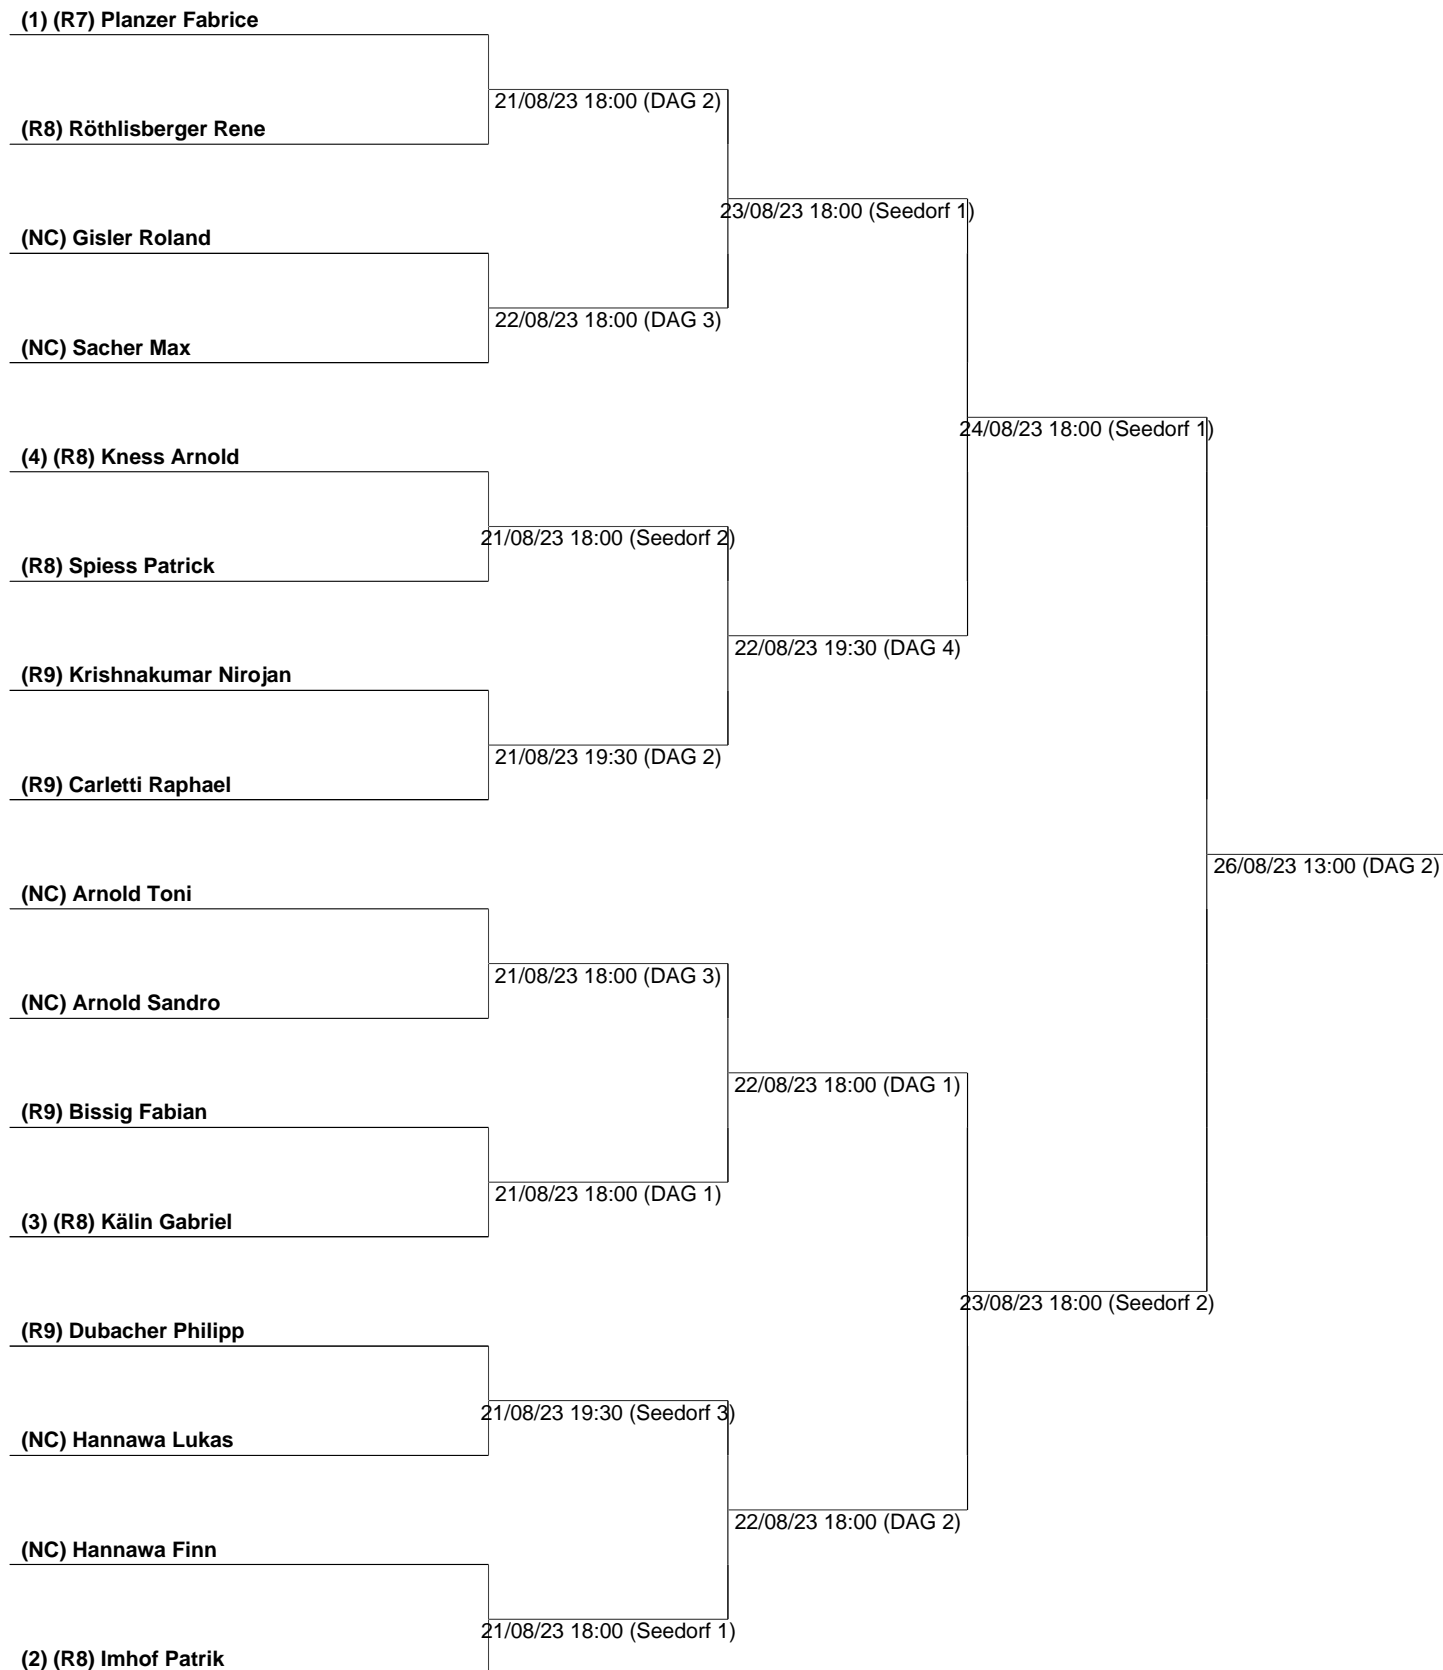 (1) (R7) Planzer Fabrice
21/08/23 18:00 (DAG 2)
(R8) Röthlisberger Rene
23/08/23 18:00 (Seedorf 1)
(NC) Gisler Roland
22/08/23 18:00 (DAG 3)
(NC) Sacher Max
24/08/23 18:00 (Seedorf 1)
(4) (R8) Kness Arnold
21/08/23 18:00 (Seedorf 2)
(R8) Spiess Patrick
22/08/23 19:30 (DAG 4)
(R9) Krishnakumar Nirojan
21/08/23 19:30 (DAG 2)
(R9) Carletti Raphael
26/08/23 13:00 (DAG 2)
(NC) Arnold Toni
21/08/23 18:00 (DAG 3)
(NC) Arnold Sandro
22/08/23 18:00 (DAG 1)
(R9) Bissig Fabian
21/08/23 18:00 (DAG 1)
(3) (R8) Kälin Gabriel
23/08/23 18:00 (Seedorf 2)
(R9) Dubacher Philipp
21/08/23 19:30 (Seedorf 3)
(NC) Hannawa Lukas
22/08/23 18:00 (DAG 2)
(NC) Hannawa Finn
21/08/23 18:00 (Seedorf 1)
(2) (R8) Imhof Patrik